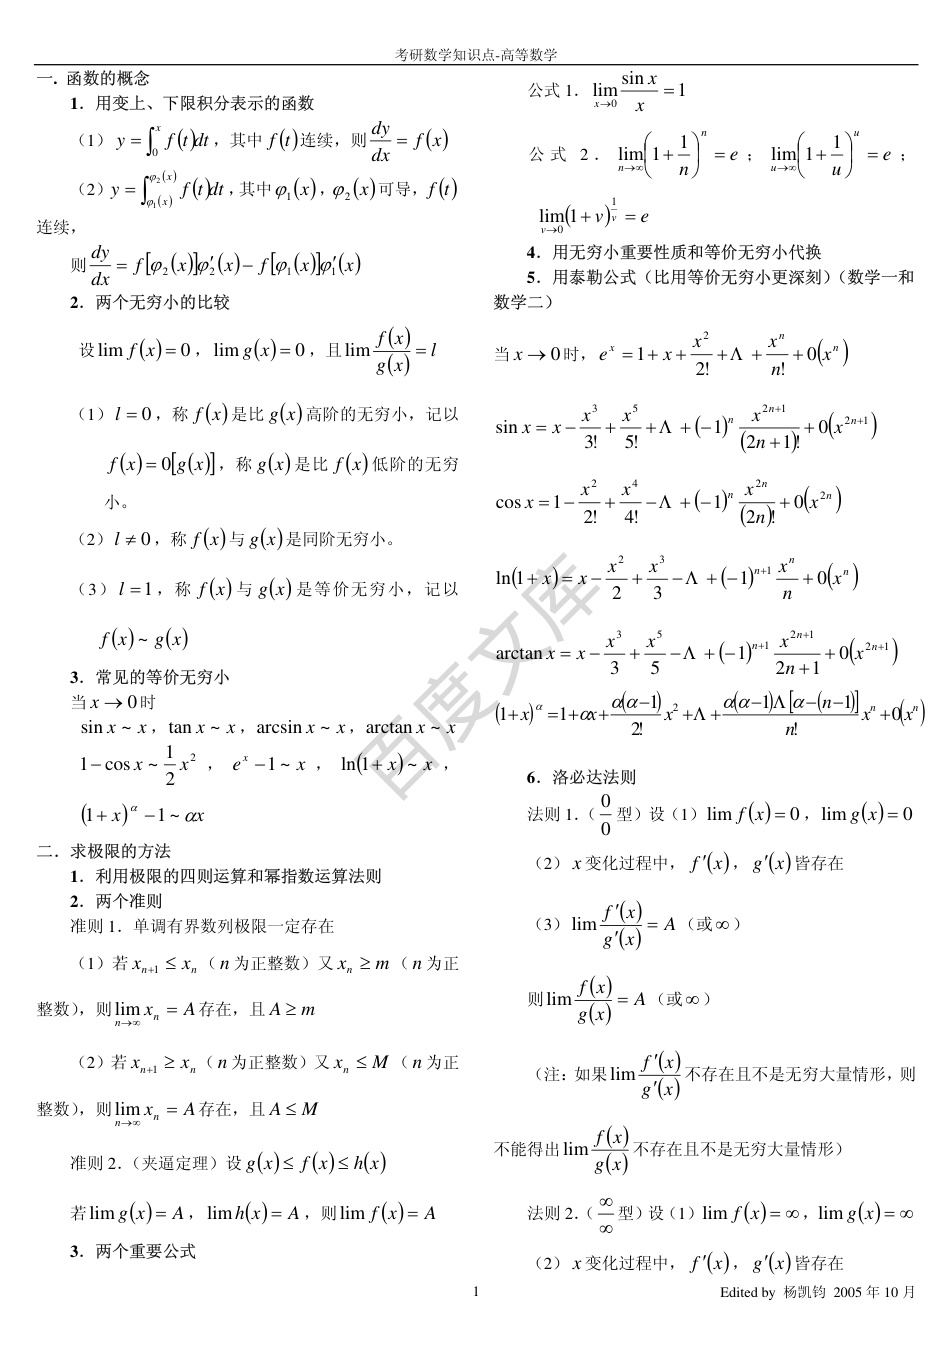 考研数学知识点-高等数学
一. 函数的概念
1．用变上、下限积分表示的函数
（1） y = ∫₀ˣ f(t)dt，其中 f(t) 连续，则 dy/dx = f(x)
（2） y = ∫_{φ₁(x)}^{φ₂(x)} f(t)dt，其中 φ₁(x)，φ₂(x) 可导，f(t)
连续，
则 dy/dx = f[φ₂(x)]φ₂′(x) − f[φ₁(x)]φ₁′(x)
2．两个无穷小的比较
设 lim f(x) = 0，lim g(x) = 0，且 lim f(x)/g(x) = l
（1） l = 0，称 f(x) 是比 g(x) 高阶的无穷小，记以
f(x) = 0[g(x)]，称 g(x) 是比 f(x) 低阶的无穷
小。
（2） l ≠ 0，称 f(x) 与 g(x) 是同阶无穷小。
（3） l = 1，称 f(x) 与 g(x) 是等价无穷小，记以
f(x) ~ g(x)
3．常见的等价无穷小
当 x → 0 时
sin x ~ x，tan x ~ x，arcsin x ~ x，arctan x ~ x
1 − cos x ~ 1/2 x²，eˣ − 1 ~ x，ln(1 + x) ~ x，
(1 + x)^α − 1 ~ αx
二．求极限的方法
1．利用极限的四则运算和幂指数运算法则
2．两个准则
准则 1．单调有界数列极限一定存在
（1）若 x_{n+1} ≤ x_n（ n 为正整数）又 x_n ≥ m（ n 为正
整数），则 lim_{n→∞} x_n = A 存在，且 A ≥ m
（2）若 x_{n+1} ≥ x_n（ n 为正整数）又 x_n ≤ M（ n 为正
整数），则 lim_{n→∞} x_n = A 存在，且 A ≤ M
准则 2．（夹逼定理）设 g(x) ≤ f(x) ≤ h(x)
若 lim g(x) = A，lim h(x) = A，则 lim f(x) = A
3．两个重要公式
公式 1． lim_{x→0} sin x / x = 1
公式 2． lim_{n→∞} (1 + 1/n)ⁿ = e； lim_{u→∞} (1 + 1/u)^u = e；
lim_{v→0} (1 + v)^{1/v} = e
4．用无穷小重要性质和等价无穷小代换
5．用泰勒公式（比用等价无穷小更深刻）（数学一和
数学二）
当 x → 0 时，eˣ = 1 + x + x²/2! + Λ + xⁿ/n! + 0(xⁿ)
sin x = x − x³/3! + x⁵/5! + Λ + (−1)ⁿ x^{2n+1}/(2n+1)! + 0(x^{2n+1})
cos x = 1 − x²/2! + x⁴/4! − Λ + (−1)ⁿ x^{2n}/(2n)! + 0(x^{2n})
ln(1 + x) = x − x²/2 + x³/3 − Λ + (−1)^{n+1} xⁿ/n + 0(xⁿ)
arctan x = x − x³/3 + x⁵/5 − Λ + (−1)^{n+1} x^{2n+1}/(2n+1) + 0(x^{2n+1})
(1+x)^α = 1 + αx + α(α−1)/2! x² + Λ + α(α−1)Λ[α−(n−1)]/n! xⁿ + 0(xⁿ)
6．洛必达法则
法则 1．（ 0/0 型）设（1） lim f(x) = 0，lim g(x) = 0
（2） x 变化过程中， f′(x)，g′(x) 皆存在
（3） lim f′(x)/g′(x) = A（或 ∞）
则 lim f(x)/g(x) = A（或 ∞）
（注：如果 lim f′(x)/g′(x) 不存在且不是无穷大量情形，则
不能得出 lim f(x)/g(x) 不存在且不是无穷大量情形）
法则 2．（ ∞/∞ 型）设（1） lim f(x) = ∞，lim g(x) = ∞
（2） x 变化过程中， f′(x)，g′(x) 皆存在
百度文库
1
Edited by 杨凯钧 2005 年 10 月